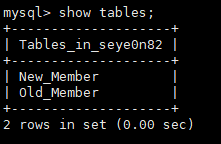 mysql> show tables;
+--------------------+
| Tables_in_seye0n82 |
+--------------------+
| New_Member         |
| Old_Member         |
+--------------------+
2 rows in set (0.00 sec)